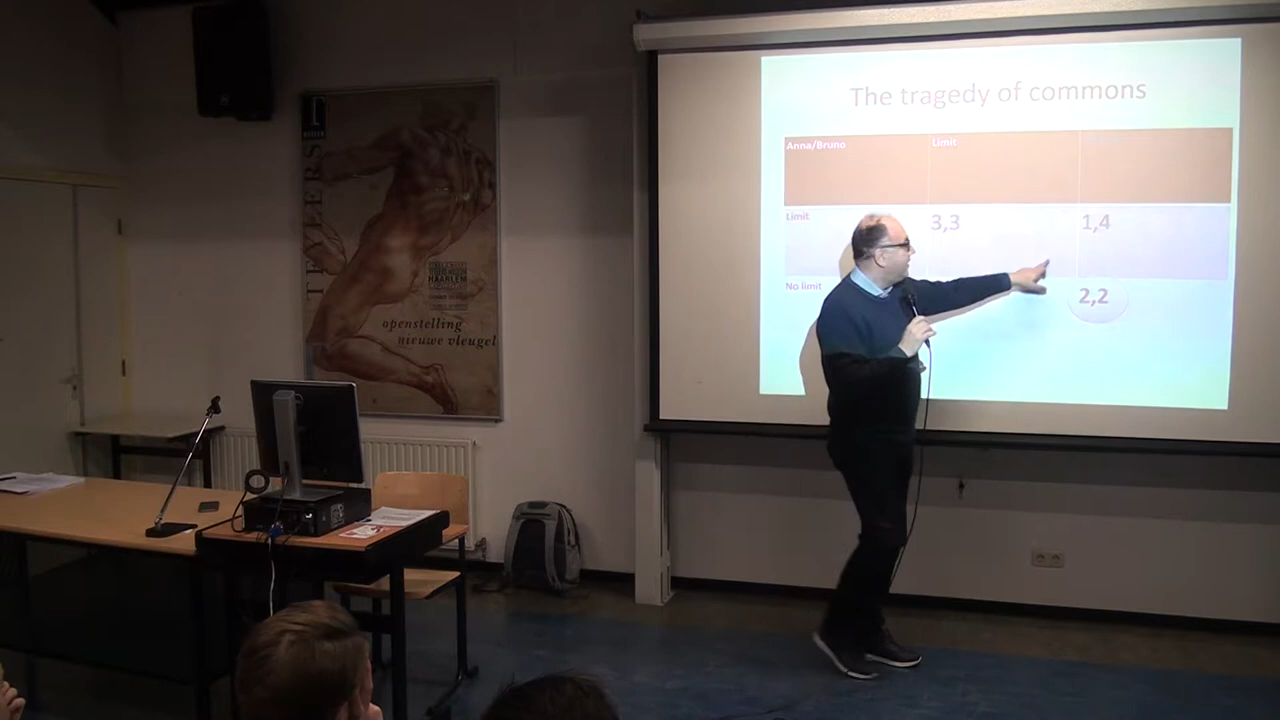 The tragedy of commons
Anna/Bruno
Limit
Limit
3,3
1,4
No limit
2,2
TEYLERS
MUSEUM
HAARLEM
openstelling
nieuwe vleugel